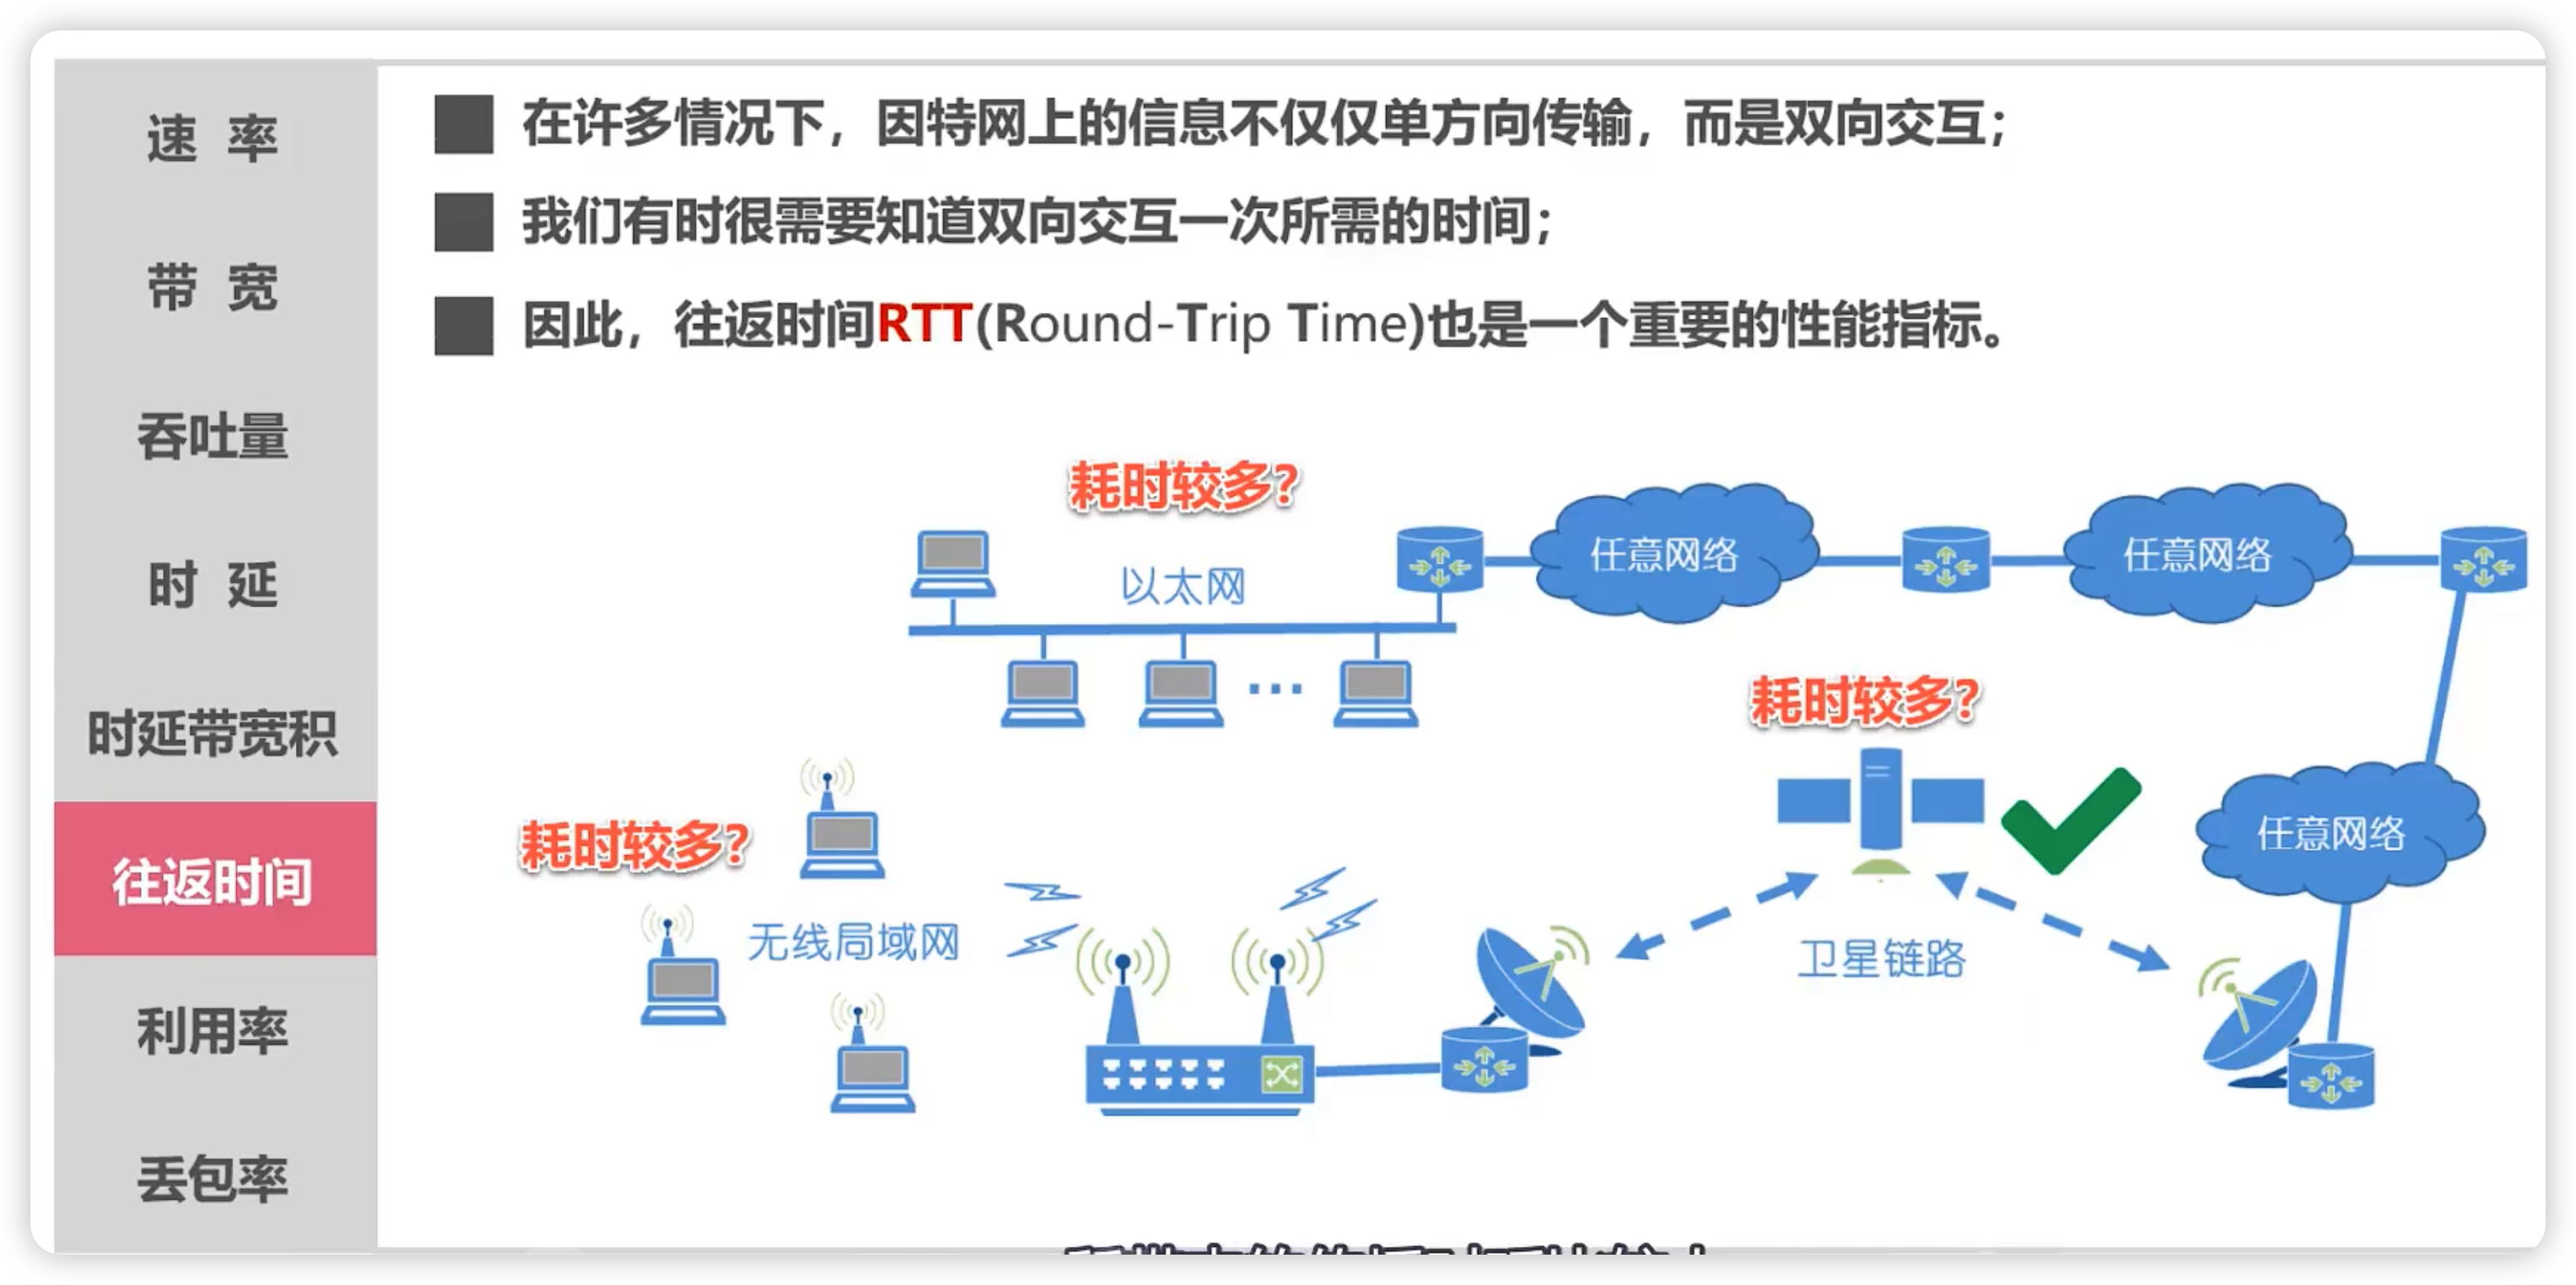 速率
带宽
吞吐量
时延
时延带宽积
往返时间
利用率
丢包率
在许多情况下，因特网上的信息不仅仅单方向传输，而是双向交互；
我们有时很需要知道双向交互一次所需的时间；
因此，往返时间RTT(Round-Trip Time)也是一个重要的性能指标。
耗时较多？
以太网
任意网络
任意网络
耗时较多？
任意网络
耗时较多？
无线局域网
卫星链路